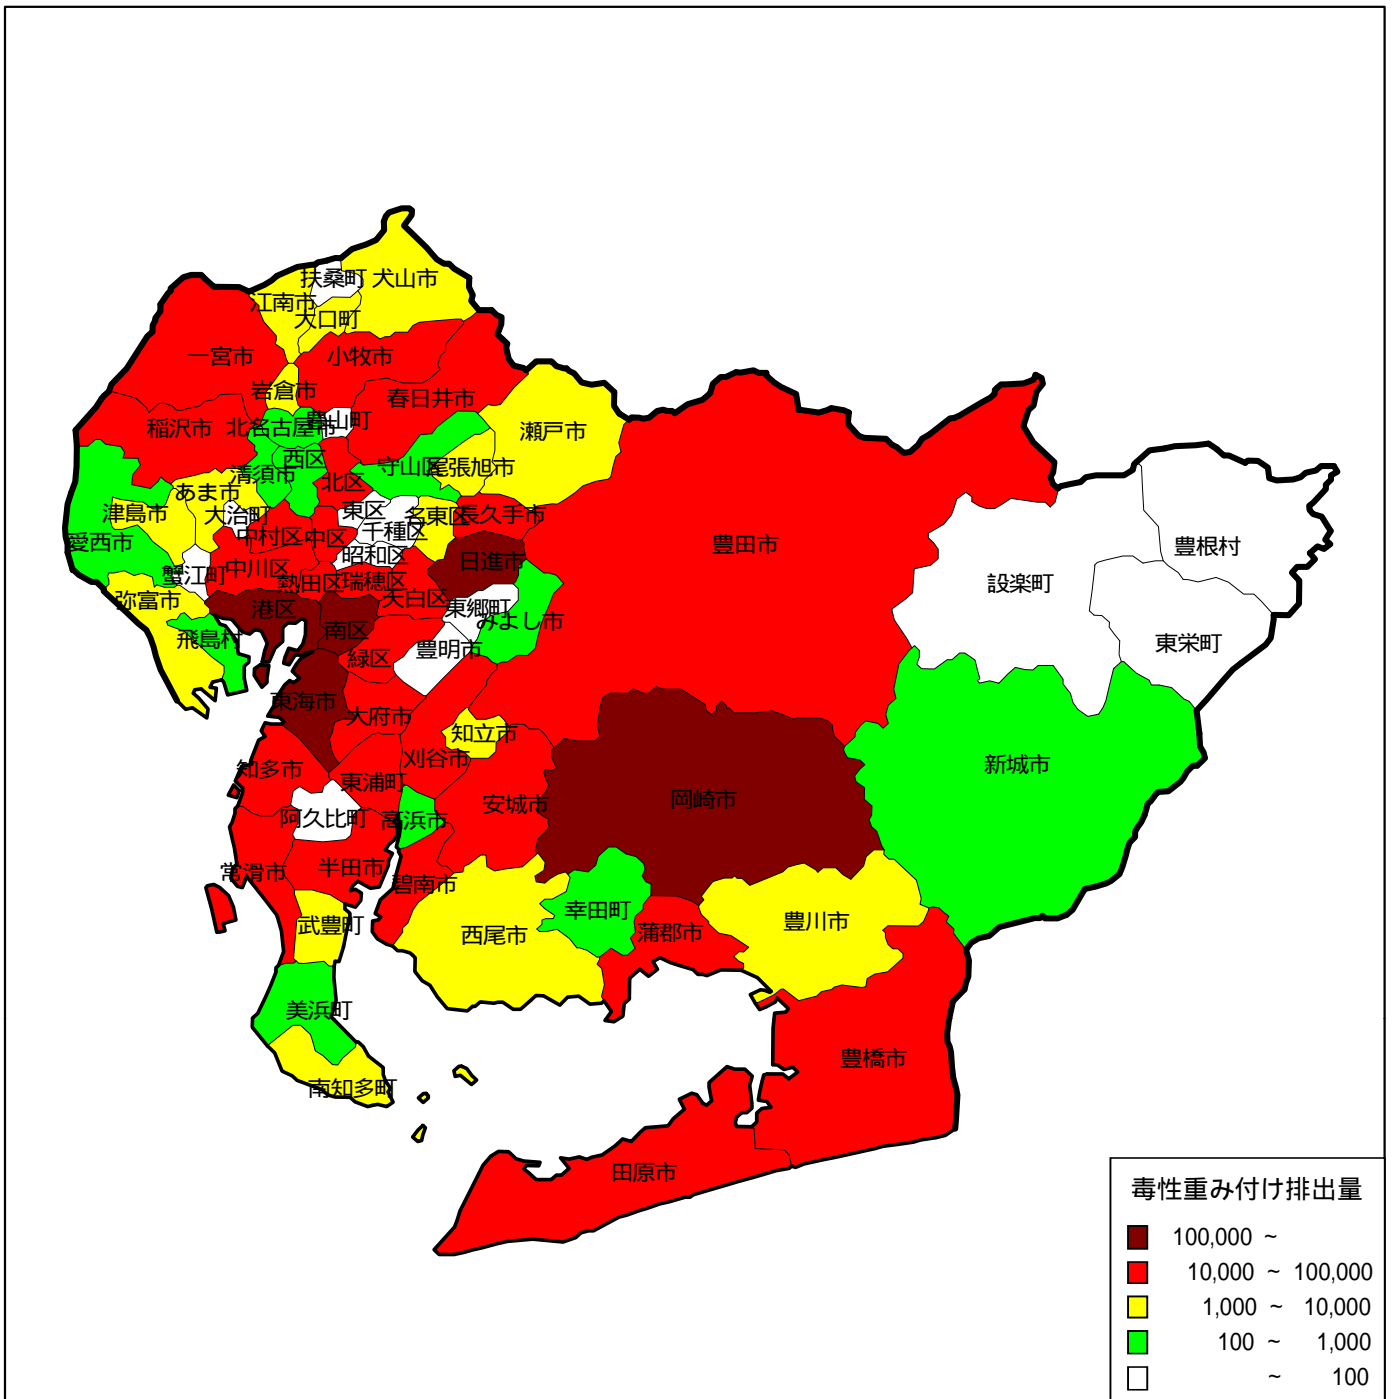 扶桑町
犬山市
江南市
大口町
一宮市
小牧市
岩倉市
春日井市
豊山町
稲沢市
北名古屋市
瀬戸市
西区
守山区
尾張旭市
清須市
北区
あま市
津島市
大治町
東区
名東区
長久手市
千種区
中村区
中区
愛西市
昭和区
豊田市
豊根村
日進市
蟹江町
中川区
熱田区
瑞穂区
設楽町
弥富市
天白区
港区
東郷町
みよし市
南区
飛島村
豊明市
東栄町
緑区
東海市
大府市
知立市
刈谷市
新城市
知多市
東浦町
岡崎市
安城市
阿久比町
高浜市
半田市
常滑市
碧南市
幸田町
豊川市
武豊町
西尾市
蒲郡市
美浜町
豊橋市
南知多町
田原市
毒性重み付け排出量
100,000 ~
10,000 ~ 100,000
1,000 ~ 10,000
100 ~ 1,000
~ 100